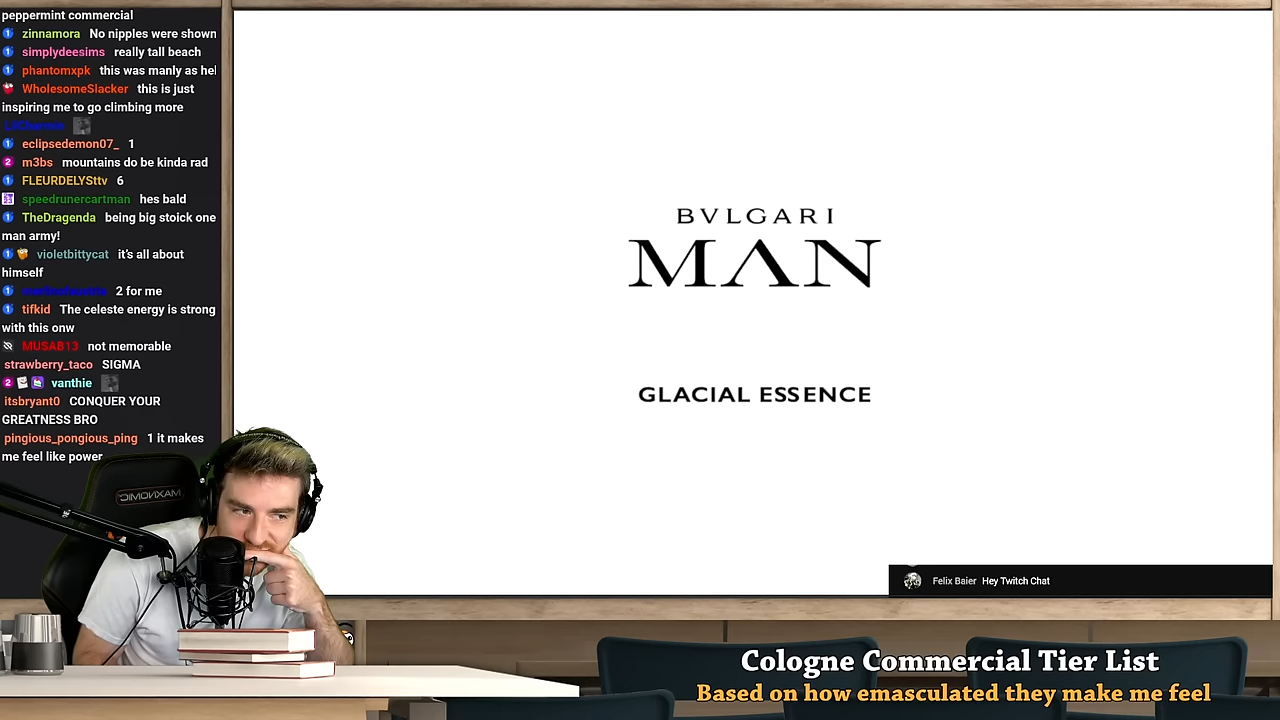 peppermint commercial
zinnamora No nipples were shown
simplydeesims really tall beach
phantomxpk this was manly as hel
WholesomeSlacker this is just
inspiring me to go climbing more
eclipsedemon07_ 1
m3bs mountains do be kinda rad
FLEURDELYSttv 6
speedrunercartman hes bald
TheDragenda being big stoick one
man army!
violetbittycat it's all about
himself
2 for me
tifkid The celeste energy is strong
with this onw
MUSAB13 not memorable
strawberry_taco SIGMA
vanthie
itsbryant0 CONQUER YOUR
GREATNESS BRO
pingious_pongious_ping 1 it makes
me feel like power
BVLGARI
MAN
GLACIAL ESSENCE
MAXNOMIC
Felix Baier Hey Twitch Chat
Cologne Commercial Tier List
Based on how emasculated they make me feel